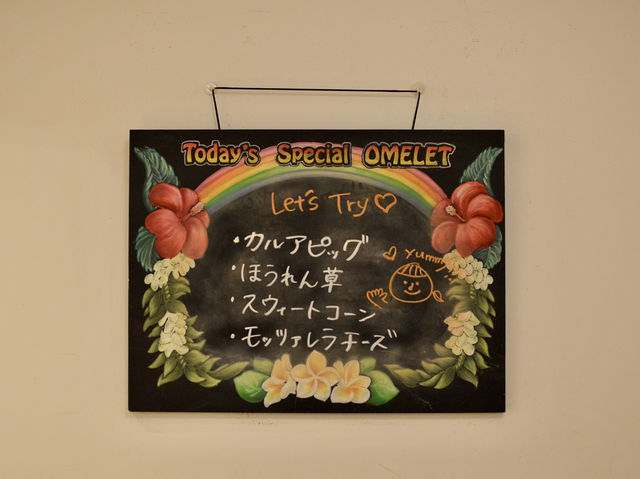 Today's Special OMELET
Let's Try♡
・カルアピッグ
♡ Yummy!!
・ほうれん草
・スウィートコーン
・モッツァレラチーズ